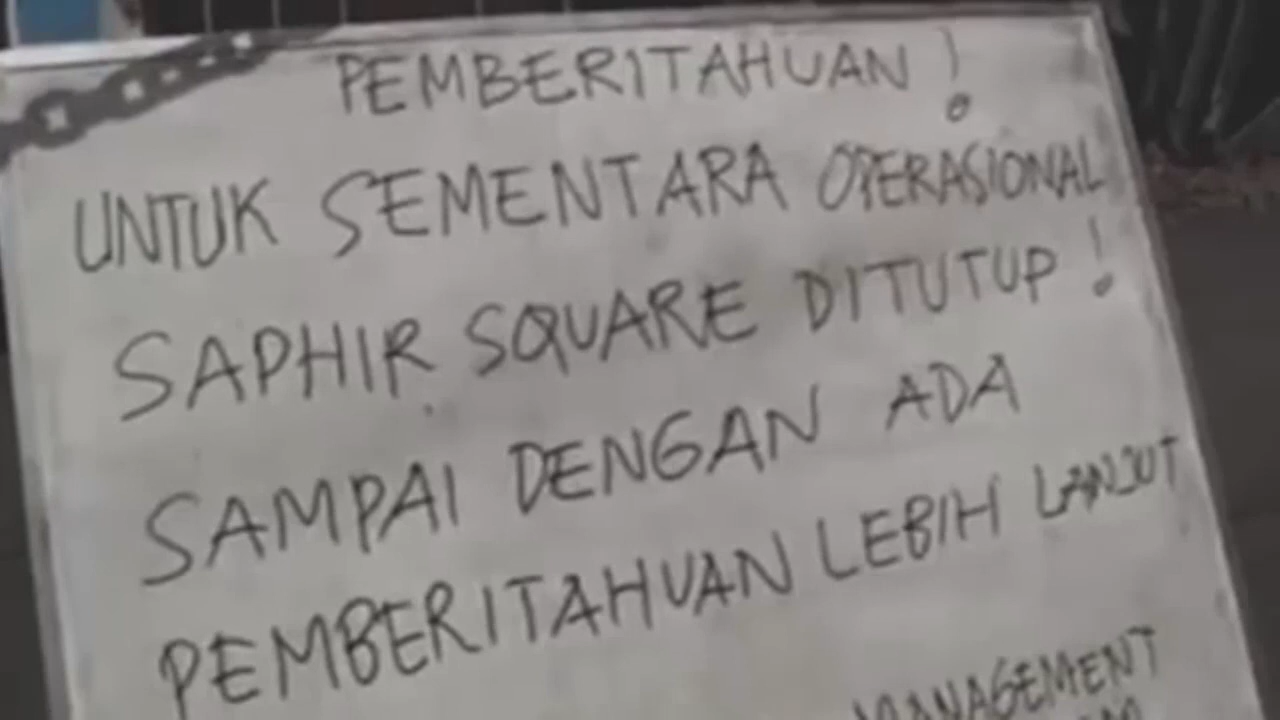 PEMBERITAHUAN !
UNTUK SEMENTARA OPERASIONAL
SAPHIR SQUARE DITUTUP !
SAMPAI DENGAN ADA
PEMBERITAHUAN LEBIH LANJUT
MANAGEMENT